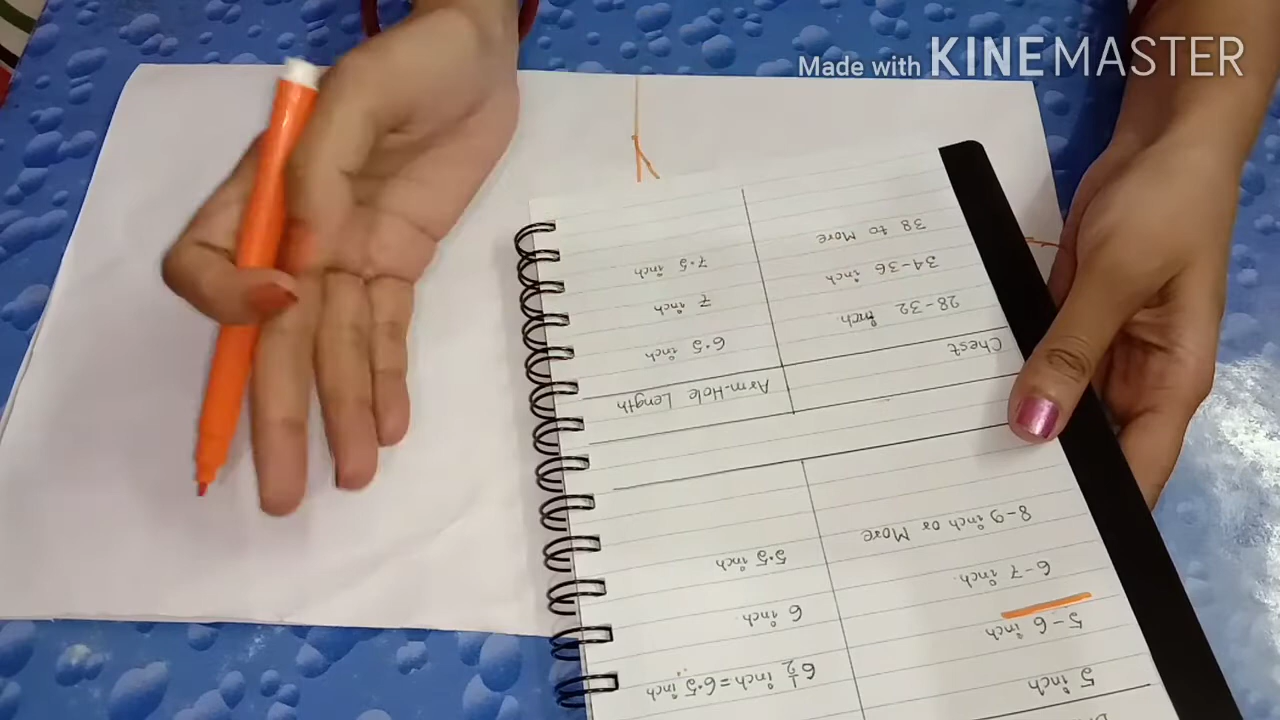 Made with KINEMASTER
5 inch
5-6 inch 6 1/2 inch = 6.5 inch
6-7 inch. 6 inch.
8-9 inch or More 5.5 inch
Chest Arm-Hole Length
28-32 inch. 6.5 inch
34-36 inch 7 inch
38 to More 7.5 inch